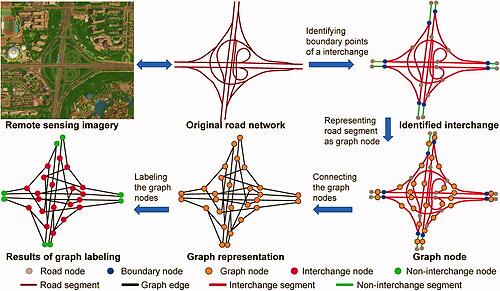 Identifying
boundary points
of a interchange
Remote sensing imagery
Original road network
Identified interchange
Representing
road segment
as graph node
Labeling
the graph
nodes
Connecting
the graph
nodes
Results of graph labeling
Graph representation
Graph node
Road node
Boundary node
Graph node
Interchange node
Non-interchange node
Road segment
Graph edge
Interchange segment
Non-interchange segment